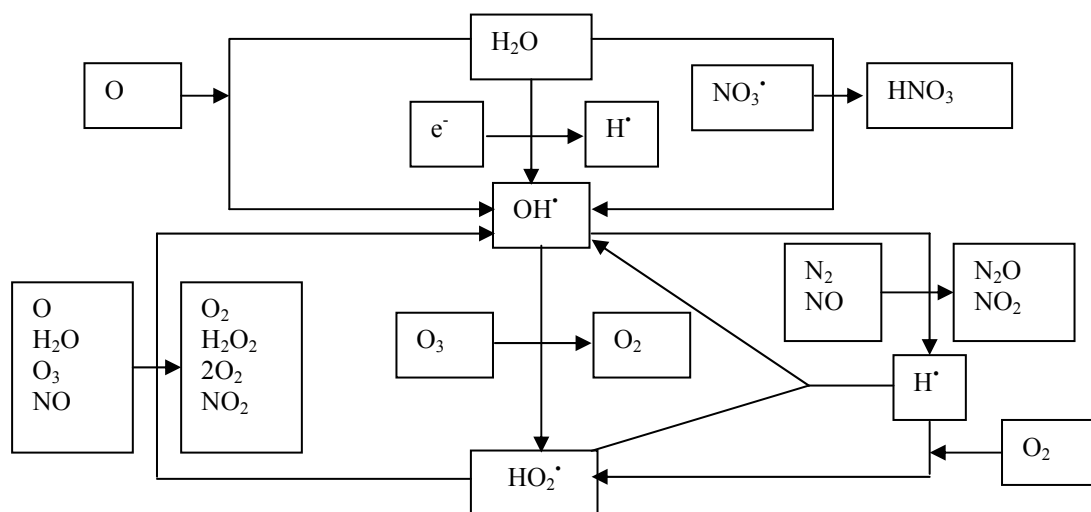 H₂O
O
NO₃•
HNO₃
e⁻
H•
OH•
N₂
NO
N₂O
NO₂
O
H₂O
O₃
NO
O₂
H₂O₂
2O₂
NO₂
O₃
O₂
H•
O₂
HO₂•